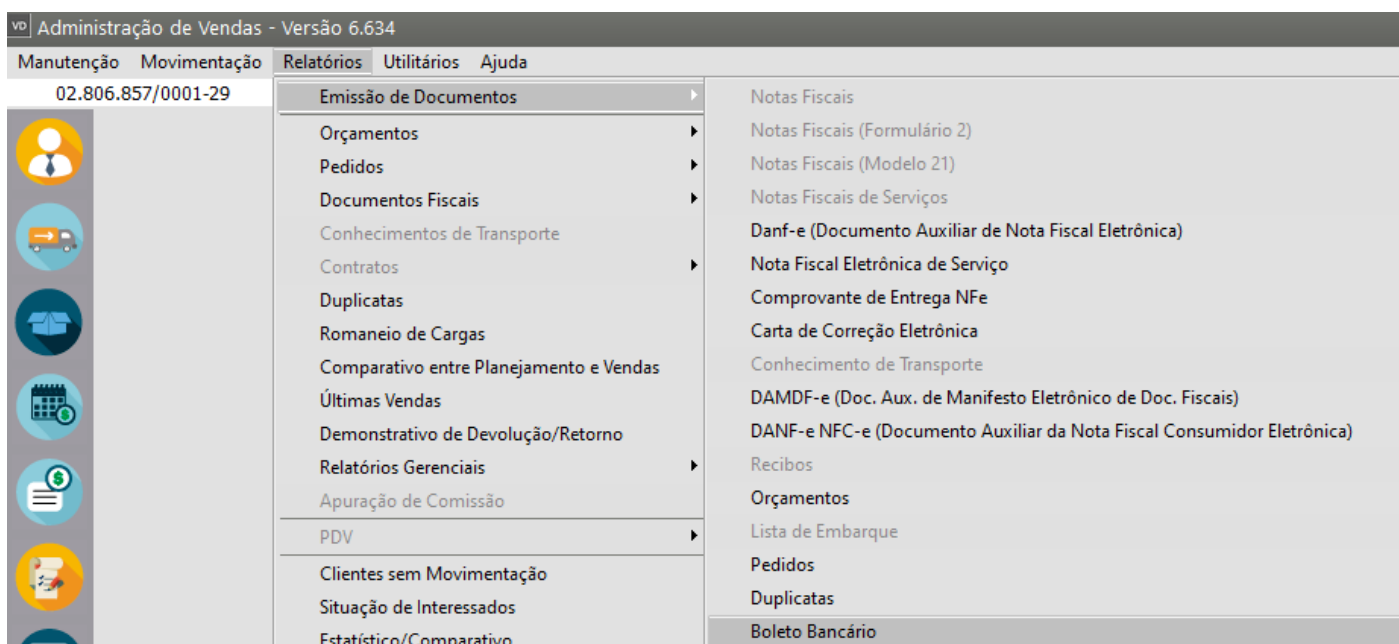 VD Administração de Vendas - Versão 6.634
Manutenção Movimentação Relatórios Utilitários Ajuda
02.806.857/0001-29
Emissão de Documentos
Orçamentos
Pedidos
Documentos Fiscais
Conhecimentos de Transporte
Contratos
Duplicatas
Romaneio de Cargas
Comparativo entre Planejamento e Vendas
Últimas Vendas
Demonstrativo de Devolução/Retorno
Relatórios Gerenciais
Apuração de Comissão
PDV
Clientes sem Movimentação
Situação de Interessados
Estatístico/Comparativo
Notas Fiscais
Notas Fiscais (Formulário 2)
Notas Fiscais (Modelo 21)
Notas Fiscais de Serviços
Danf-e (Documento Auxiliar de Nota Fiscal Eletrônica)
Nota Fiscal Eletrônica de Serviço
Comprovante de Entrega NFe
Carta de Correção Eletrônica
Conhecimento de Transporte
DAMDF-e (Doc. Aux. de Manifesto Eletrônico de Doc. Fiscais)
DANF-e NFC-e (Documento Auxiliar da Nota Fiscal Consumidor Eletrônica)
Recibos
Orçamentos
Lista de Embarque
Pedidos
Duplicatas
Boleto Bancário